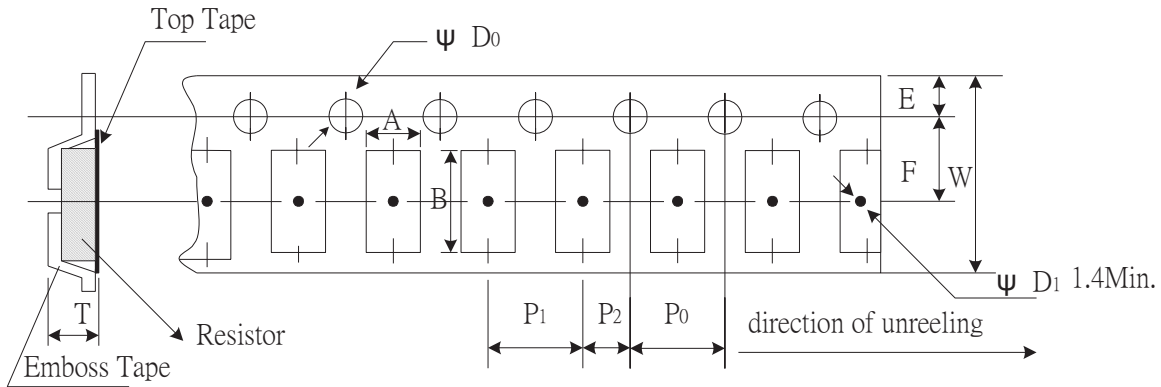 Top Tape
Ψ D0
E
A
F
W
B
Ψ D1 1.4Min.
T
P1
P2
P0
direction of unreeling
Resistor
Emboss Tape